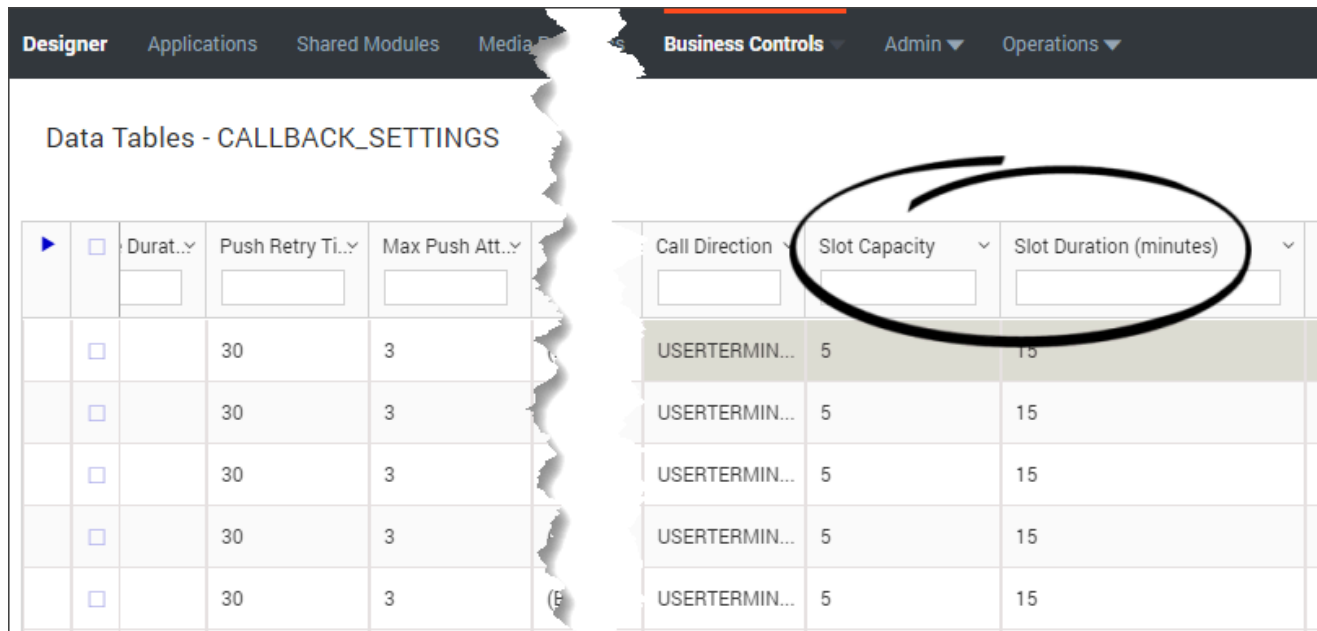 Designer Applications Shared Modules Media Business Controls Admin Operations
Data Tables - CALLBACK_SETTINGS
Durat... Push Retry Ti... Max Push Att... Call Direction Slot Capacity Slot Duration (minutes)
30 3 USERTERMIN... 5 15
30 3 USERTERMIN... 5 15
30 3 USERTERMIN... 5 15
30 3 USERTERMIN... 5 15
30 3 USERTERMIN... 5 15